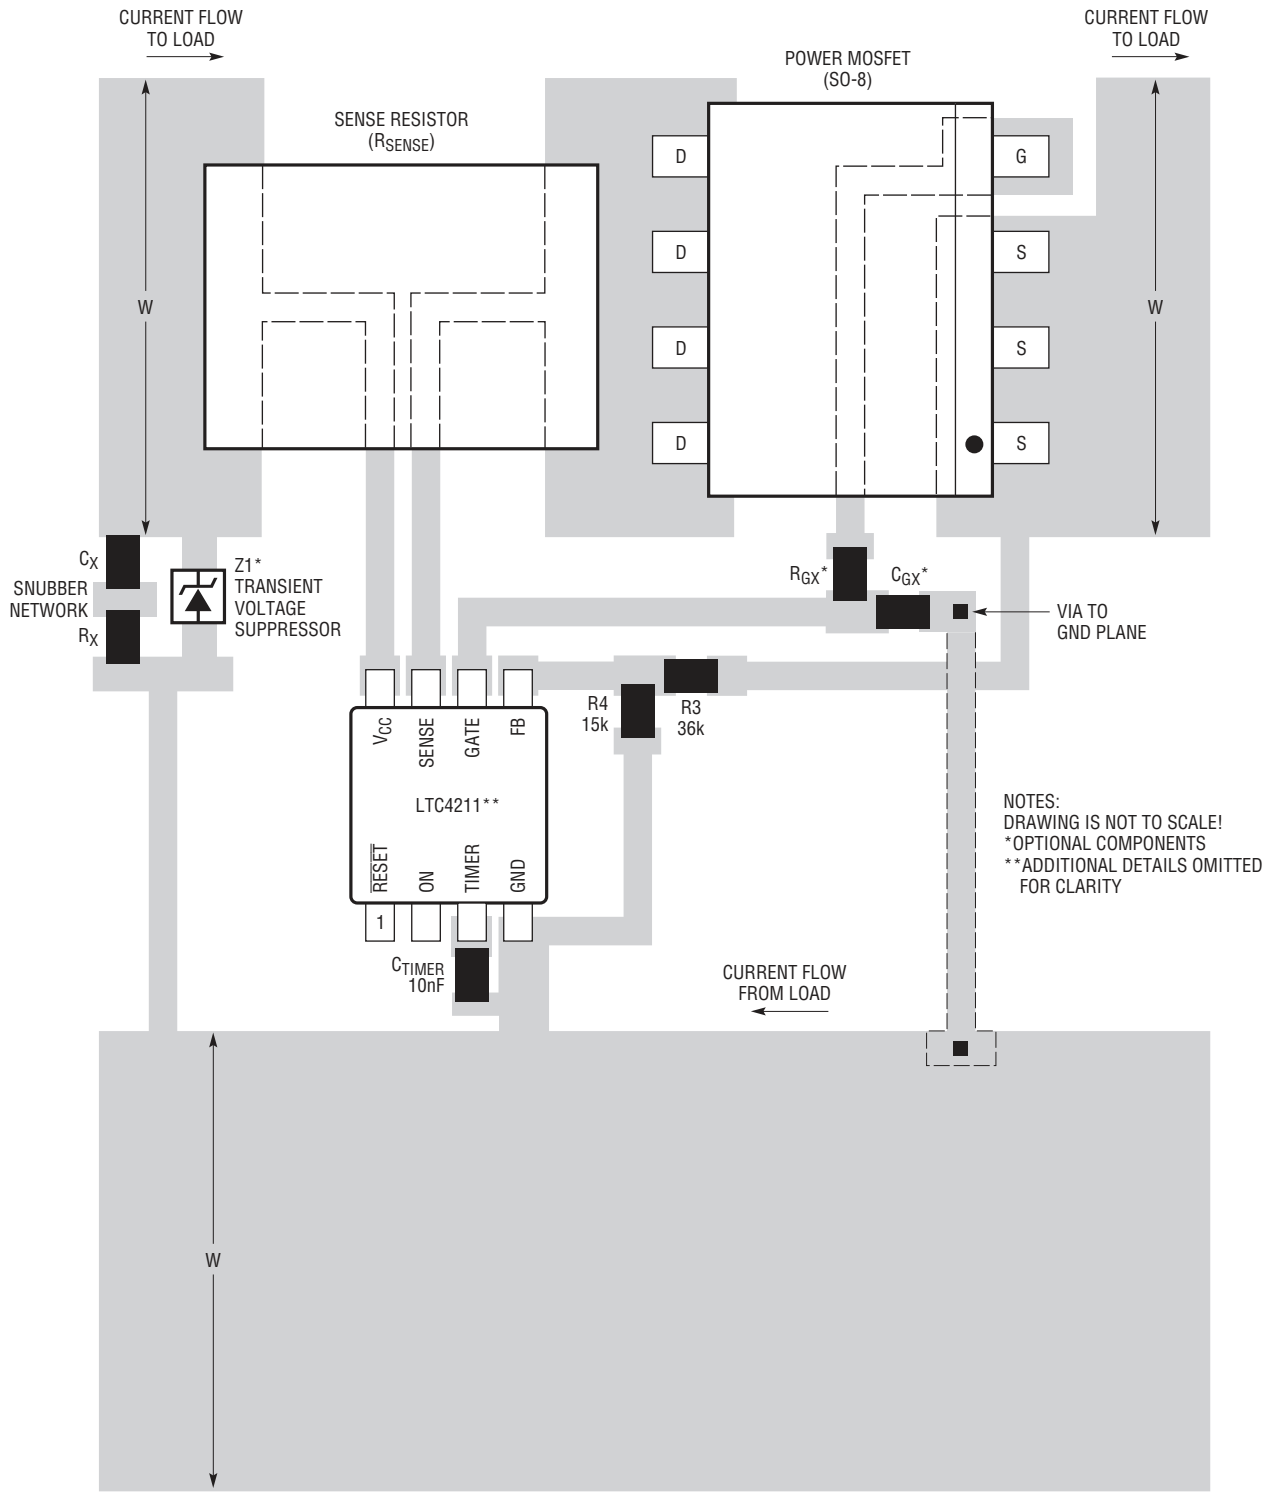 CURRENT FLOW
TO LOAD
CURRENT FLOW
TO LOAD
POWER MOSFET
(SO-8)
SENSE RESISTOR
(RSENSE)
D
G
D
S
W
W
D
S
D
S
CX
SNUBBER
NETWORK
RX
Z1*
TRANSIENT
VOLTAGE
SUPPRESSOR
RGX*
CGX*
VIA TO
GND PLANE
R4
15k
R3
36k
VCC
SENSE
GATE
FB
LTC4211**
RESET
ON
TIMER
GND
1
NOTES:
DRAWING IS NOT TO SCALE!
*OPTIONAL COMPONENTS
**ADDITIONAL DETAILS OMITTED
FOR CLARITY
CTIMER
10nF
CURRENT FLOW
FROM LOAD
W